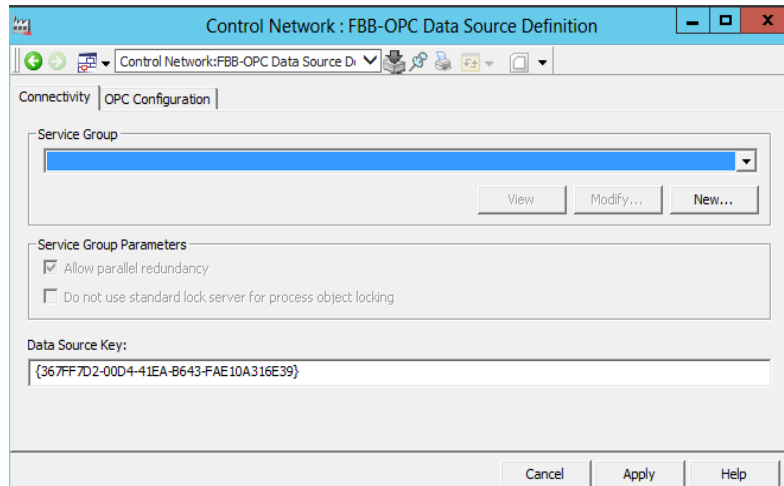 Control Network : FBB-OPC Data Source Definition
Control Network:FBB-OPC Data Source D
Connectivity
OPC Configuration
Service Group
View
Modify...
New...
Service Group Parameters
Allow parallel redundancy
Do not use standard lock server for process object locking
Data Source Key:
{367FF7D2-00D4-41EA-B643-FAE10A316E39}
Cancel
Apply
Help